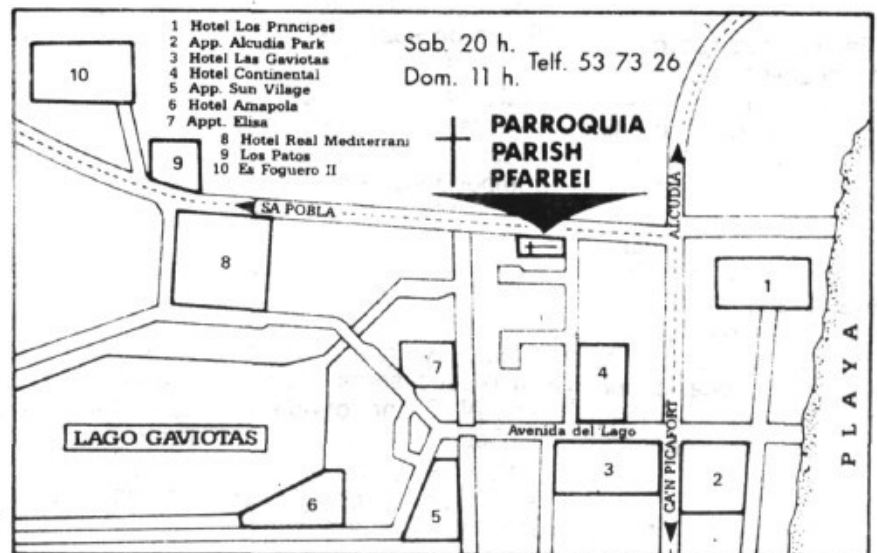 1 Hotel Los Principes
2 App. Alcudia Park
3 Hotel Las Gaviotas
4 Hotel Continental
5 App. Sun Vilage
6 Hotel Amapola
7 Appt. Elisa
8 Hotel Real Mediterrani
9 Los Patos
10 Es Foguero II
Sab. 20 h.
Dom. 11 h.
Telf. 53 73 26
PARROQUIA
PARISH
PFARREI
10
9
SA POBLA
ALCUDIA
8
1
7
4
PLAYA
LAGO GAVIOTAS
Avenida del Lago
CA'N PICAFORT
3
2
6
5